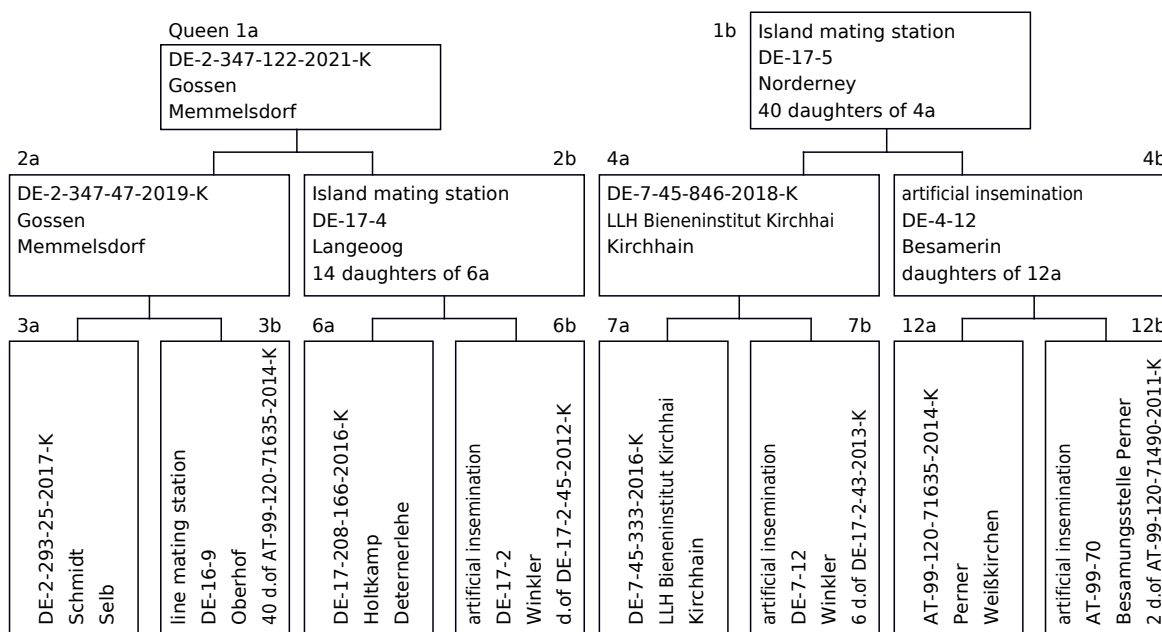 Queen 1a
DE-2-347-122-2021-K
Gossen
Memmelsdorf
1b
Island mating station
DE-17-5
Norderney
40 daughters of 4a
2a
DE-2-347-47-2019-K
Gossen
Memmelsdorf
2b
Island mating station
DE-17-4
Langeoog
14 daughters of 6a
4a
DE-7-45-846-2018-K
LLH Bieneninstitut Kirchhai
Kirchhain
4b
artificial insemination
DE-4-12
Besamerin
daughters of 12a
3a
DE-2-293-25-2017-K
Schmidt
Selb
3b
line mating station
DE-16-9
Oberhof
40 d.of AT-99-120-71635-2014-K
6a
DE-17-208-166-2016-K
Holtkamp
Deternerlehe
6b
artificial insemination
DE-17-2
Winkler
d.of DE-17-2-45-2012-K
7a
DE-7-45-333-2016-K
LLH Bieneninstitut Kirchhai
Kirchhain
7b
artificial insemination
DE-7-12
Winkler
6 d.of DE-17-2-43-2013-K
12a
AT-99-120-71635-2014-K
Perner
Weißkirchen
12b
artificial insemination
AT-99-70
Besamungsstelle Perner
2 d.of AT-99-120-71490-2011-K